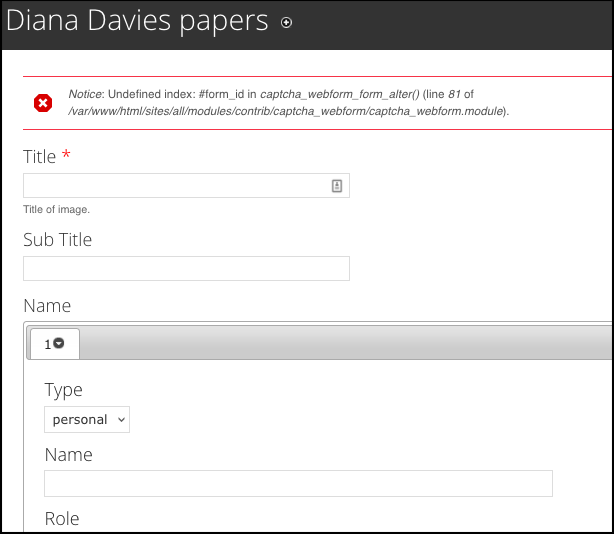 Diana Davies papers
Notice: Undefined index: #form_id in captcha_webform_form_alter() (line 81 of
/var/www/html/sites/all/modules/contrib/captcha_webform/captcha_webform.module).
Title *
Title of image.
Sub Title
Name
1
Type
personal
Name
Role